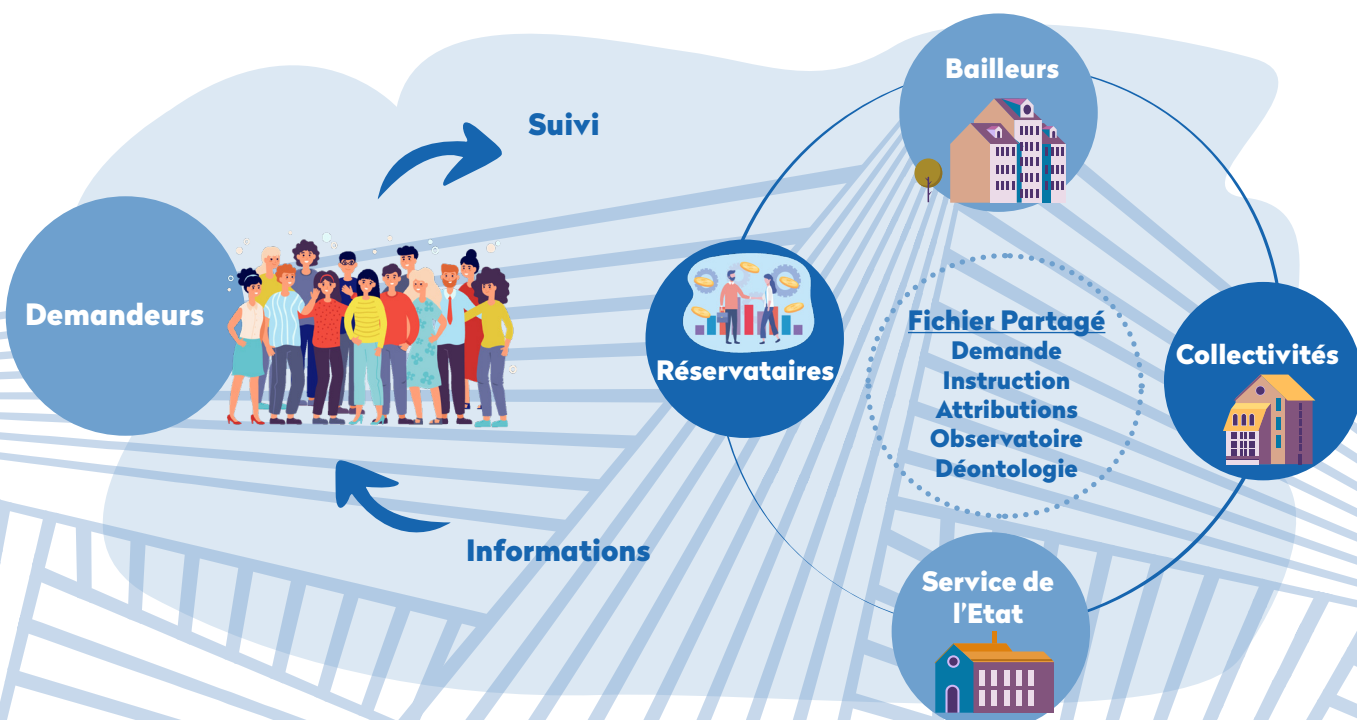 Bailleurs
Suivi
Demandeurs
Réservataires
Fichier Partagé
Demande
Instruction
Attributions
Observatoire
Déontologie
Collectivités
Informations
Service de
l'Etat